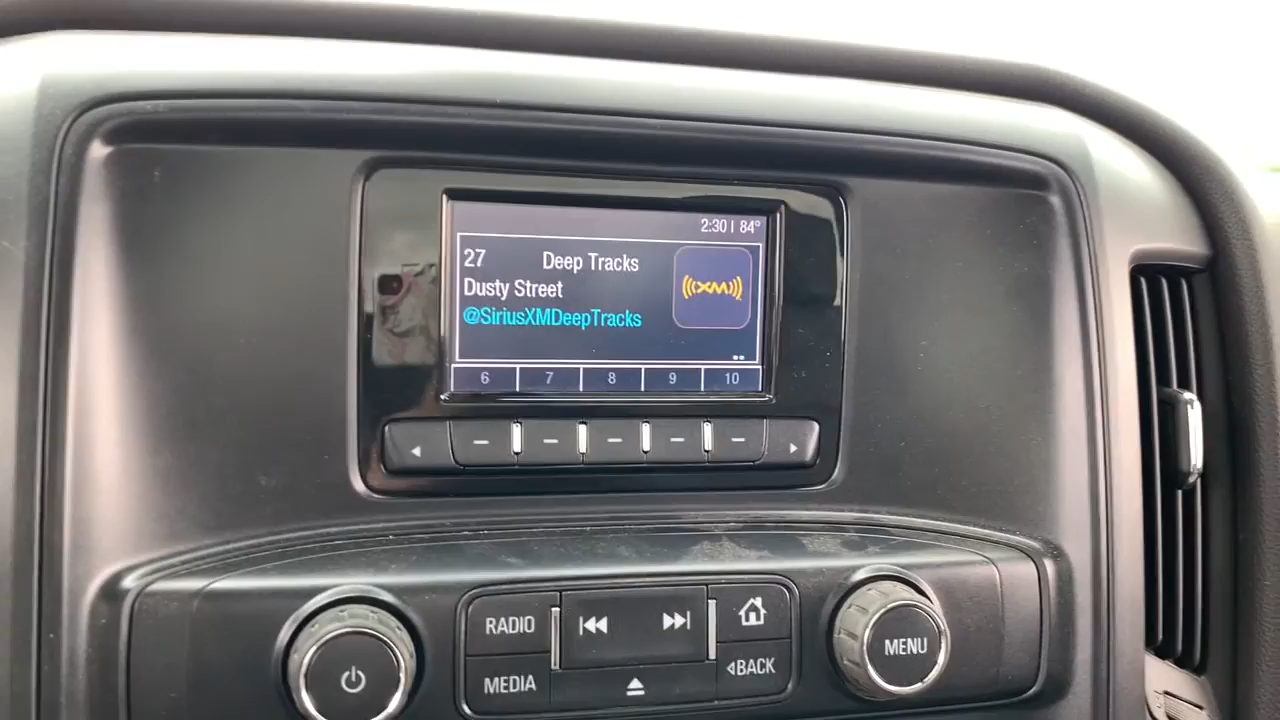 2:30 | 84°
27 Deep Tracks
Dusty Street
@SiriusXMDeepTracks
((XM))
6 7 8 9 10
RADIO
MEDIA
BACK
MENU